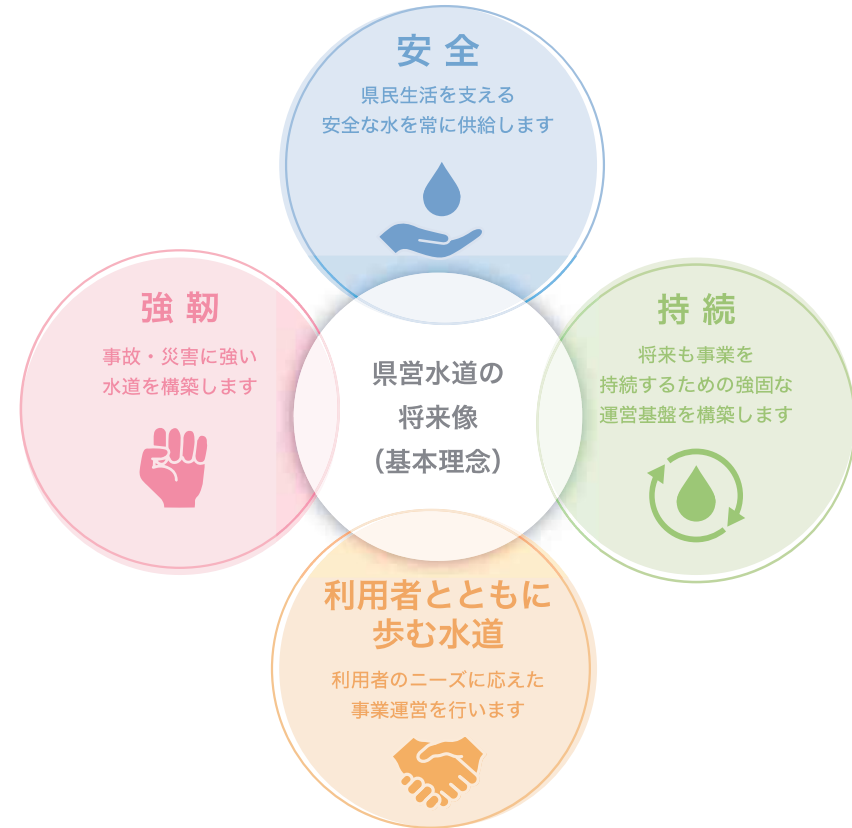 安全
県民生活を支える
安全な水を常に供給します
強靭
事故・災害に強い
水道を構築します
県営水道の
将来像
（基本理念）
持続
将来も事業を
持続するための強固な
運営基盤を構築します
利用者とともに
歩む水道
利用者のニーズに応えた
事業運営を行います